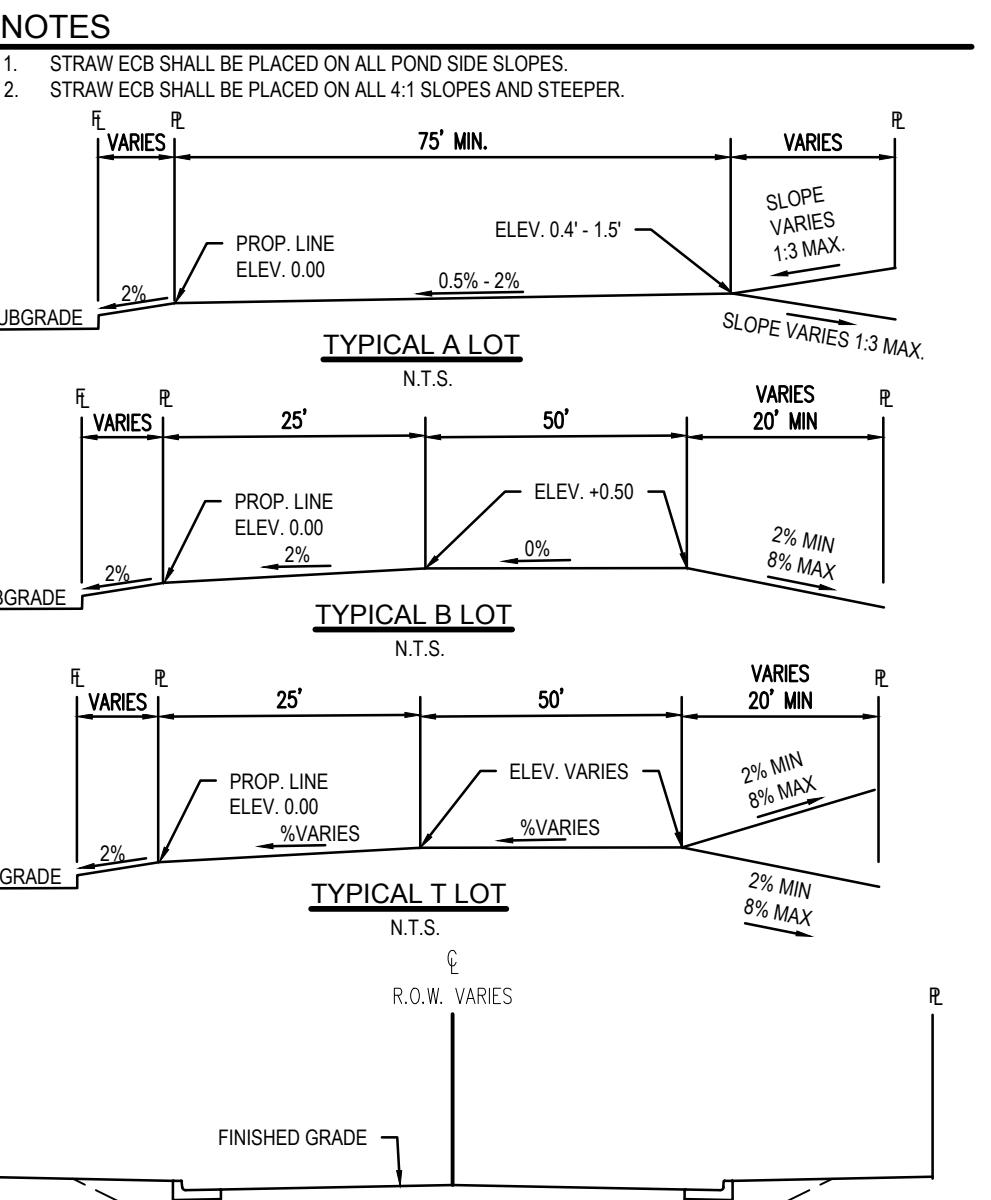 NOTES
1. STRAW ECB SHALL BE PLACED ON ALL POND SIDE SLOPES.
2. STRAW ECB SHALL BE PLACED ON ALL 4:1 SLOPES AND STEEPER.
FL PL PL
VARIES 75' MIN. VARIES
SLOPE
VARIES
1:3 MAX.
PROP. LINE
ELEV. 0.00
ELEV. 0.4' - 1.5'
2% 0.5% - 2%
UBGRADE
SLOPE VARIES 1:3 MAX.
TYPICAL A LOT
N.T.S.
FL PL PL
VARIES 25' 50' VARIES
20' MIN
PROP. LINE
ELEV. 0.00
ELEV. +0.50
2% 2% 0% 2% MIN
8% MAX
BGRADE
TYPICAL B LOT
N.T.S.
FL PL PL
VARIES 25' 50' VARIES
20' MIN
PROP. LINE
ELEV. 0.00
ELEV. VARIES
2% MIN
8% MAX
2% %VARIES %VARIES
GRADE
2% MIN
8% MAX
TYPICAL T LOT
N.T.S.
CL
R.O.W. VARIES
PL
FINISHED GRADE